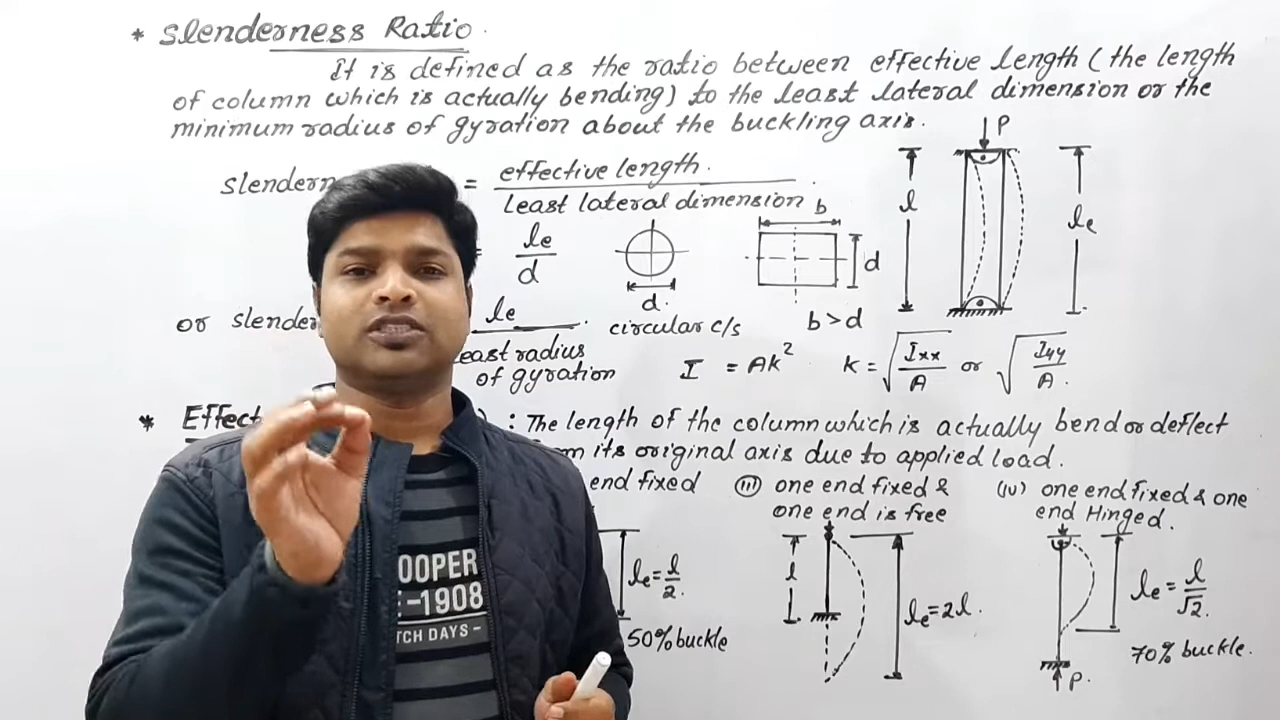 * Slenderness Ratio.
It is defined as the ratio between effective length (the length
of column which is actually bending) to the least lateral dimension or the
minimum radius of gyration about the buckling axis.
P
= effective length.
Least lateral dimension
b
l
le
= le
d
d
d.
circular c/s
b > d
or
le
least radius
of gyration
I = Ak²
k = √Ixx/A or √Iyy/A.
* : The length of the column which is actually bend or deflect
its original axis due to applied load.
end fixed
(iii) one end fixed &
one end is free
(iv) one end fixed & one
end Hinged.
le = l/2.
50% buckle
l
le = 2l.
le = l/√2.
70% buckle.
P.
OOPER
-1908
TCH DAYS -